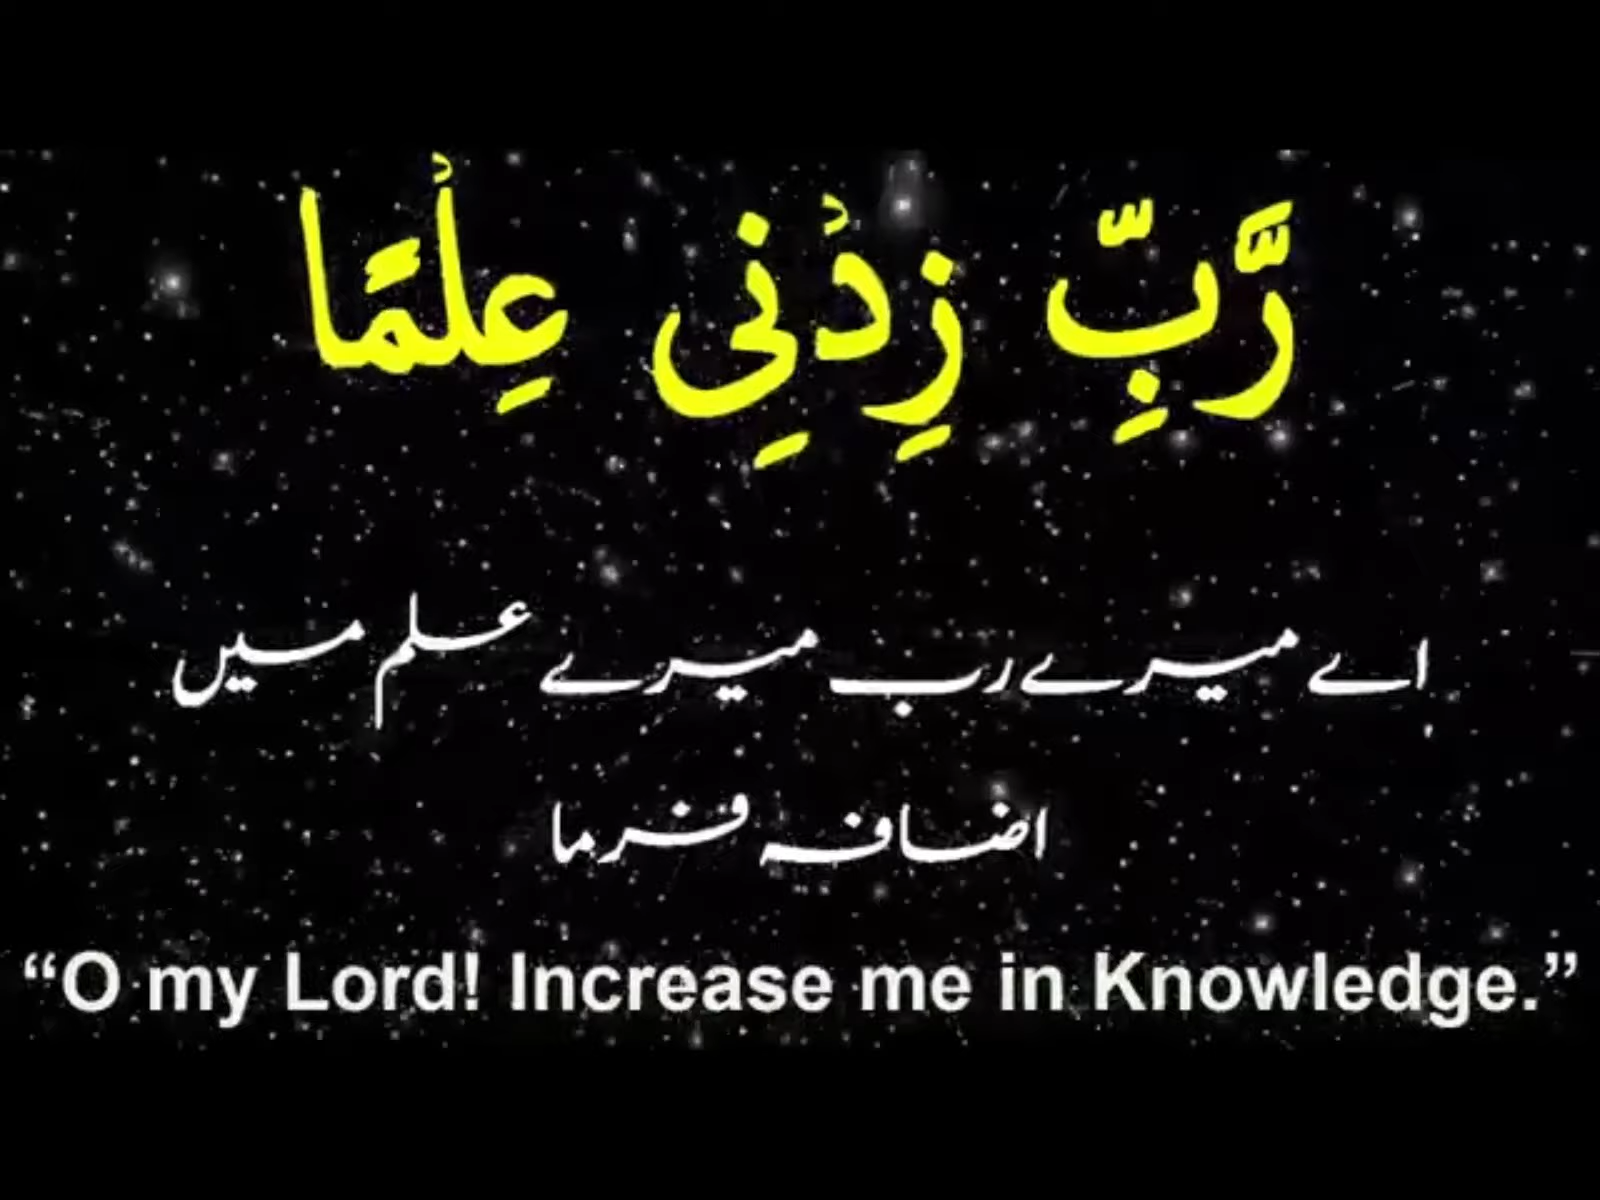 رَّبِّ زِدْنِي عِلْمًا
اے میرے رب میرے علم میں
اضافہ فرما
“O my Lord! Increase me in Knowledge.”